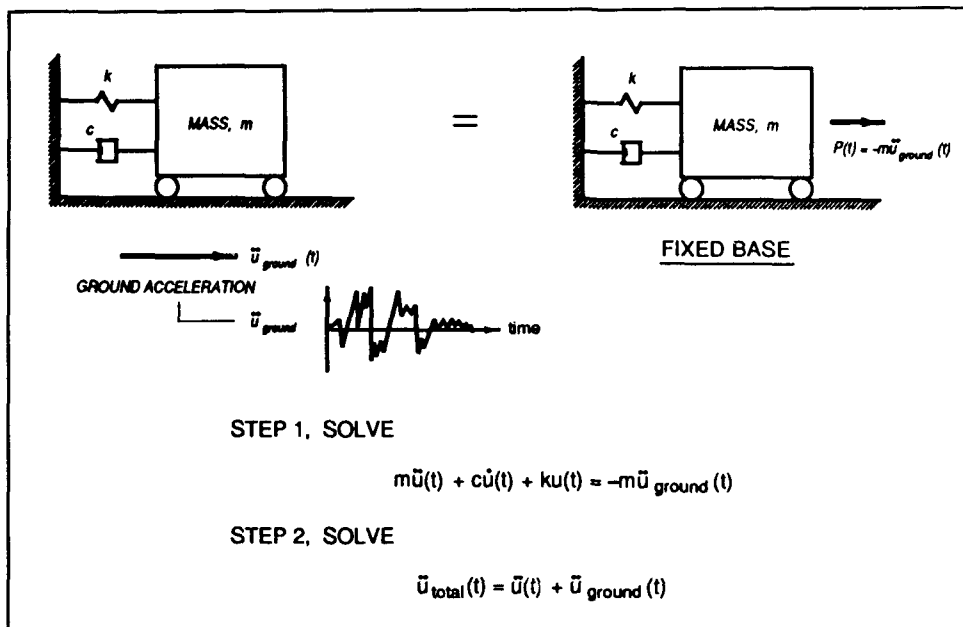 k
c
MASS, m
=
k
c
MASS, m
P(t) = -mü ground (t)
FIXED BASE
ü ground (t)
GROUND ACCELERATION
ü ground
time
STEP 1, SOLVE
mü(t) + cu̇(t) + ku(t) = -mü ground (t)
STEP 2, SOLVE
ü total (t) = ü(t) + ü ground (t)